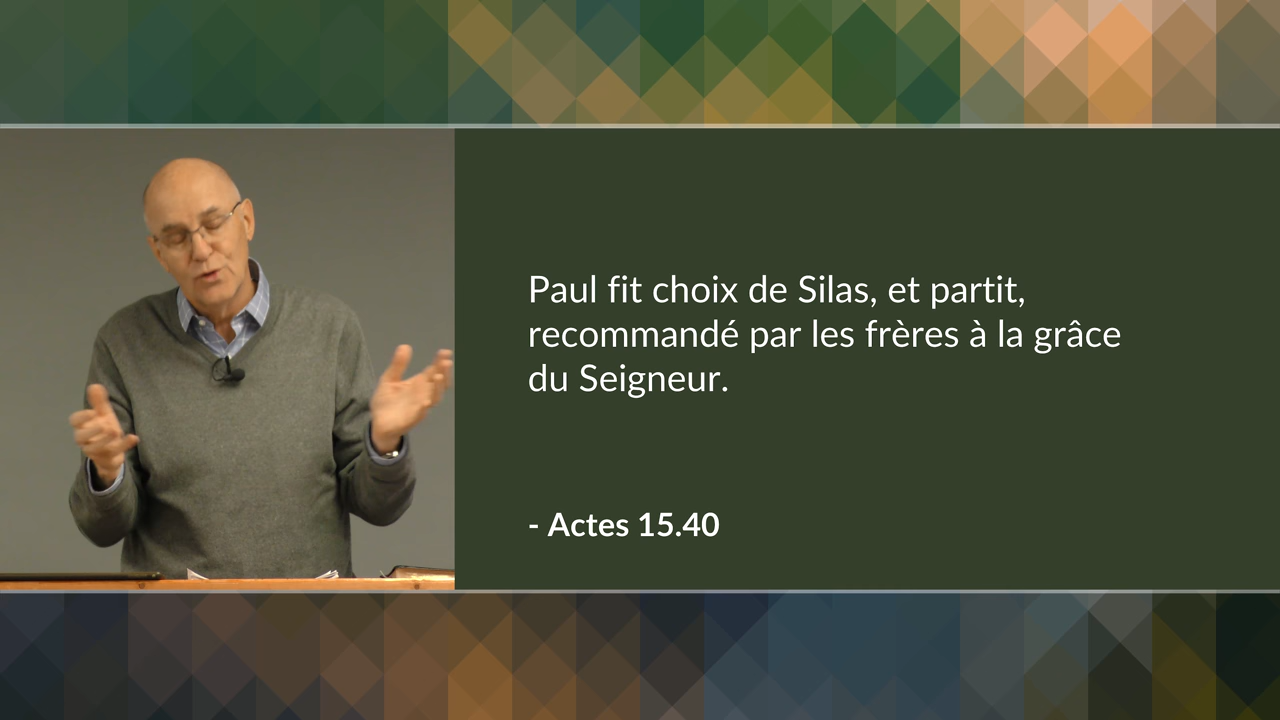 Paul fit choix de Silas, et partit,
recommandé par les frères à la grâce
du Seigneur.
- Actes 15.40